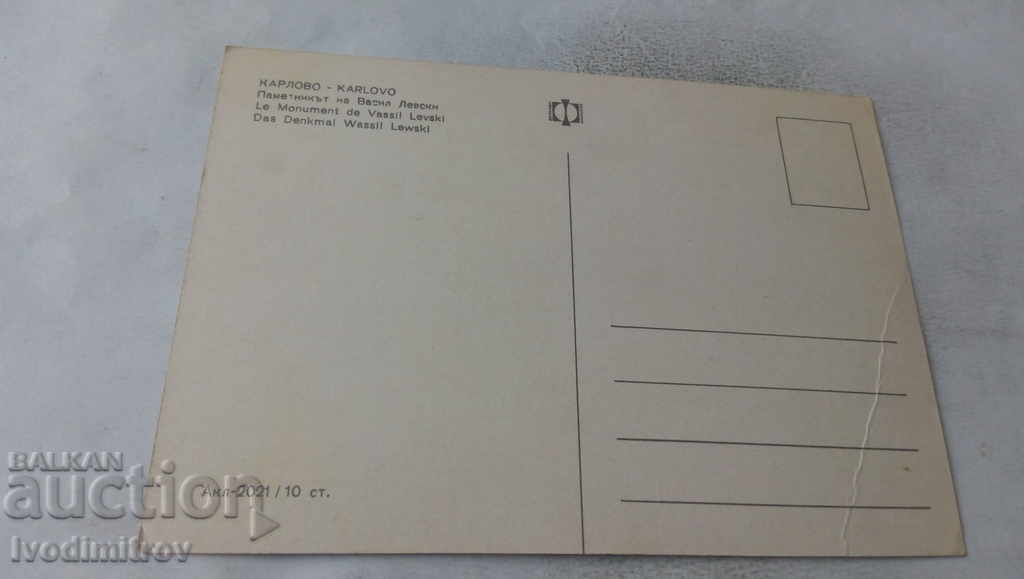 КАРЛОВО - KARLOVO
Паметникът на Васил Левски
Le Monument de Vassil Levski
Das Denkmal Wassil Lewski
Акл-2021/10 ст.
BALKAN
auction
Ivodimitrov